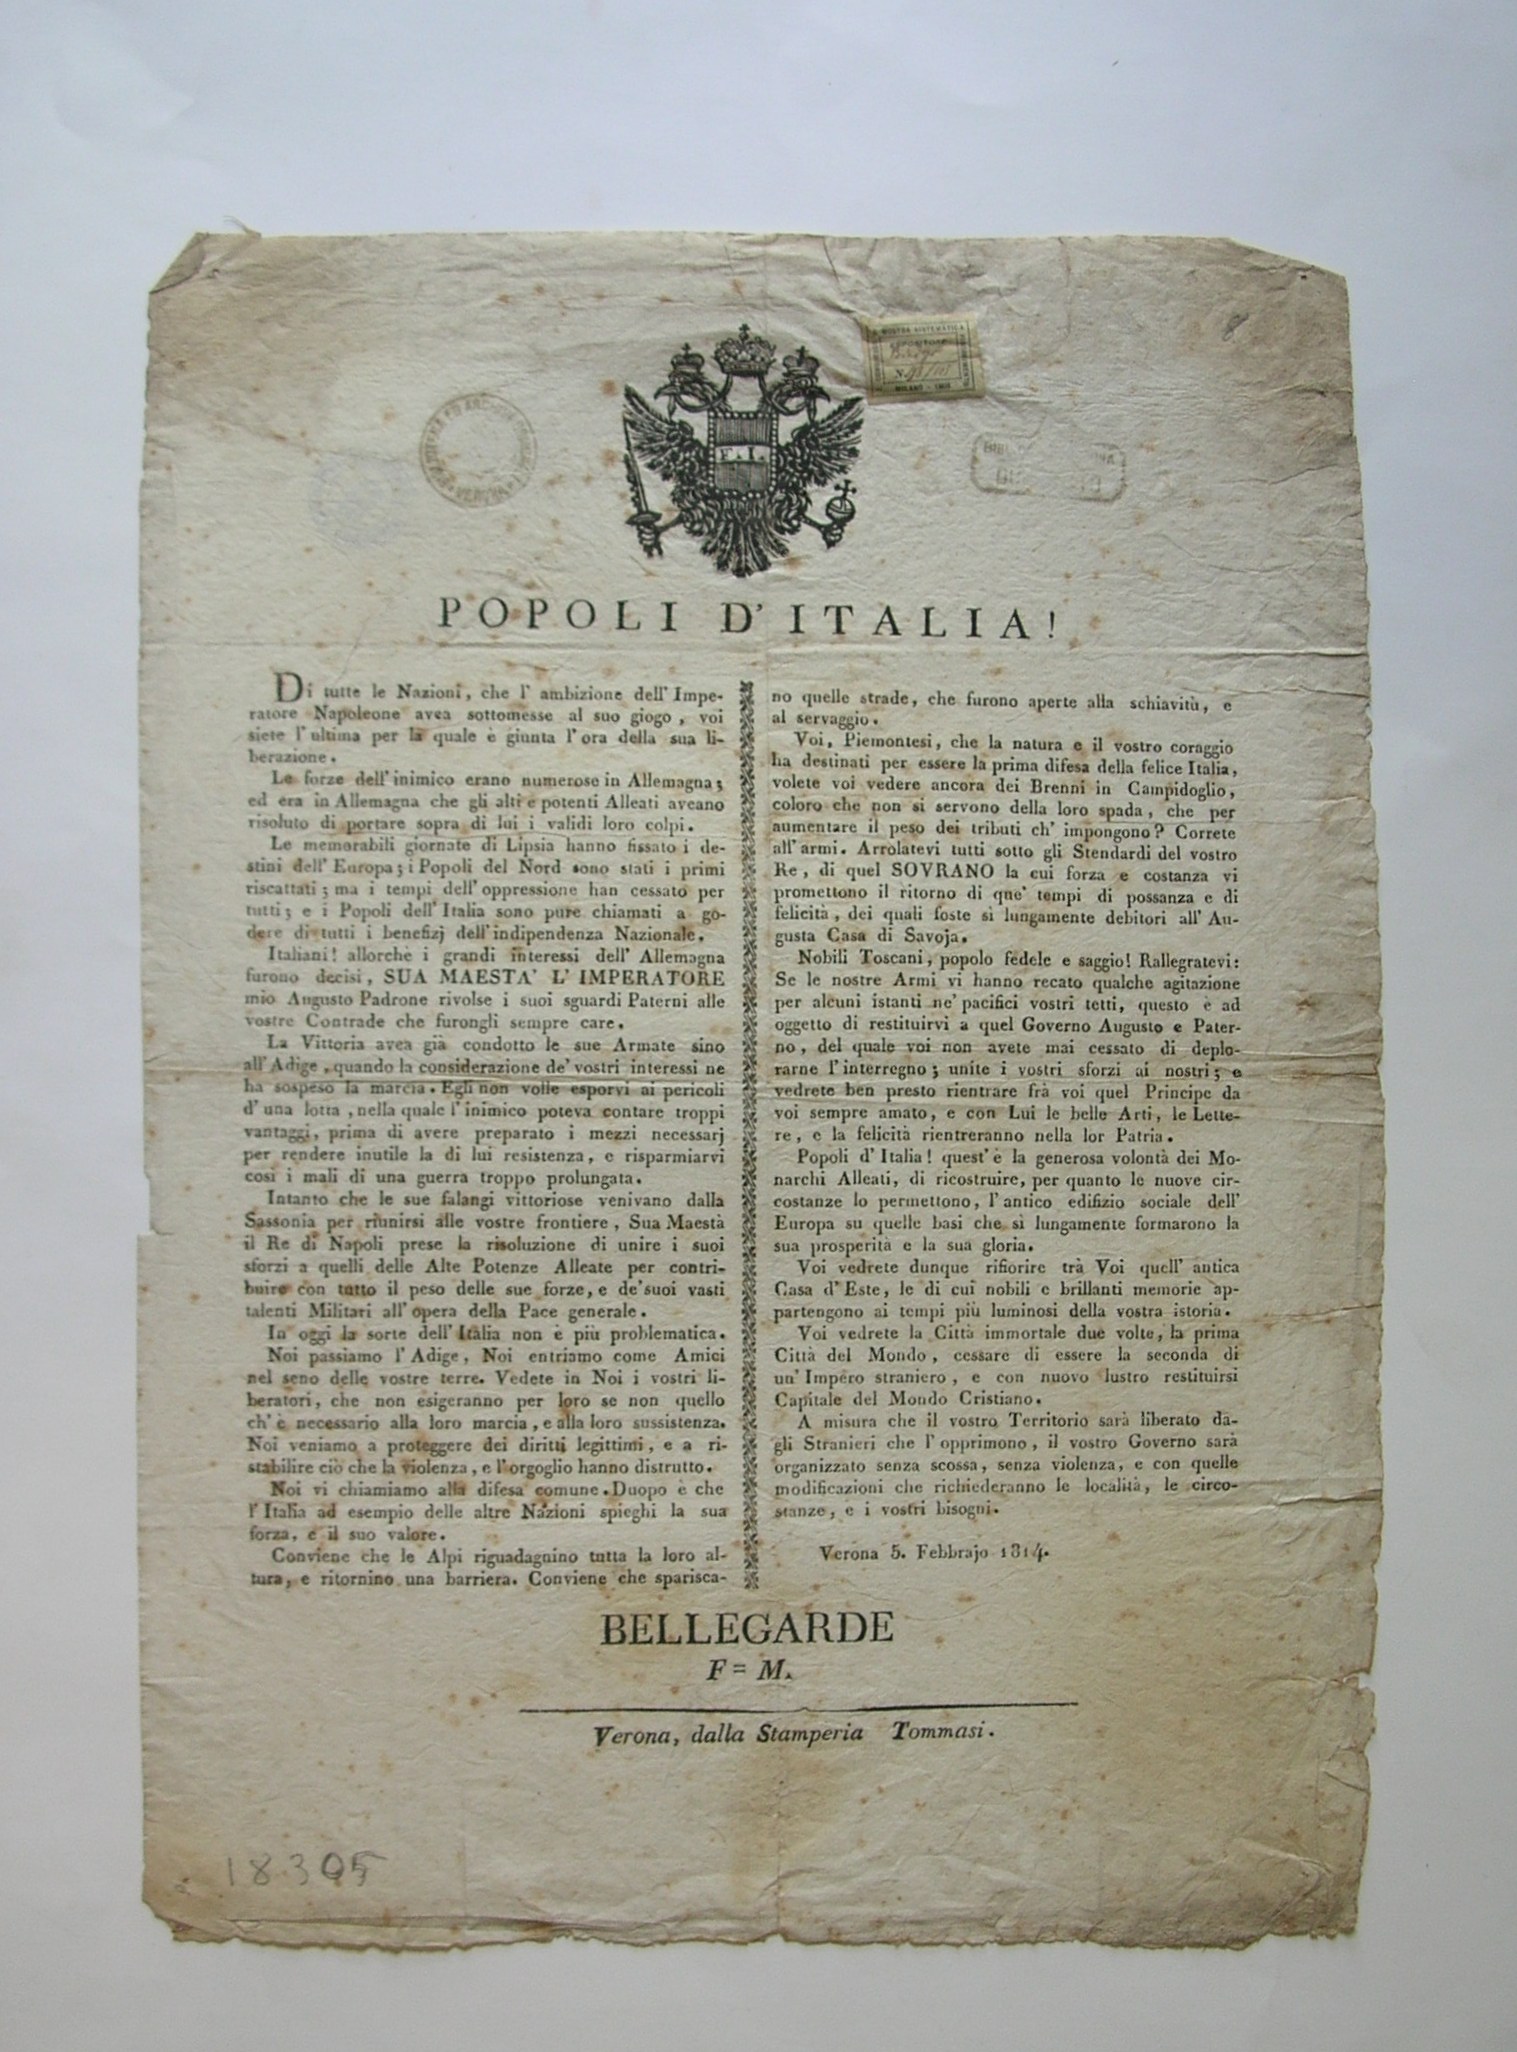 MOSTRA SISTEMATICA
MILANO
F. I.
8
POPOLI D'ITALIA!
Di tutte le Nazioni, che l' ambizione dell' Impe-
ratore Napoleone avea sottomesse al suo giogo, voi
siete l'ultima per la quale è giunta l'ora della sua li-
berazione.
Le forze dell'inimico erano numerose in Allemagna;
ed era in Allemagna che gli alti e potenti Alleati aveano
risoluto di portare sopra di lui i validi loro colpi.
Le memorabili giornate di Lipsia hanno fissato i de-
stini dell' Europa; i Popoli del Nord sono stati i primi
riscattati; ma i tempi dell'oppressione han cessato per
tutti; e i Popoli dell' Italia sono pure chiamati a go-
dere di tutti i benefizj dell'indipendenza Nazionale.
Italiani! allorchè i grandi interessi dell' Allemagna
furono decisi, SUA MAESTA' L' IMPERATORE
mio Augusto Padrone rivolse i suoi sguardi Paterni alle
vostre Contrade che furongli sempre care.
La Vittoria avea già condotto le sue Armate sino
all'Adige, quando la considerazione de' vostri interessi ne
ha sospeso la marcia. Egli non volle esporvi ai pericoli
d'una lotta, nella quale l'inimico poteva contare troppi
vantaggi, prima di avere preparato i mezzi necessarj
per rendere inutile la di lui resistenza, e risparmiarvi
così i mali di una guerra troppo prolungata.
Intanto che le sue falangi vittoriose venivano dalla
Sassonia per riunirsi alle vostre frontiere, Sua Maestà
il Re di Napoli prese la risoluzione di unire i suoi
sforzi a quelli delle Alte Potenze Alleate per contri-
buire con tutto il peso delle sue forze, e de'suoi vasti
talenti Militari all' opera della Pace generale.
In oggi la sorte dell'Italia non è più problematica.
Noi passiamo l'Adige, Noi entriamo come Amici
nel seno delle vostre terre. Vedete in Noi i vostri li-
beratori, che non esigeranno per loro se non quello
ch'è necessario alla loro marcia, e alla loro sussistenza.
Noi veniamo a proteggere dei diritti legittimi, e a ri-
stabilire ciò che la violenza, e l'orgoglio hanno distrutto.
Noi vi chiamiamo alla difesa comune. Duopo è che
l'Italia ad esempio delle altre Nazioni spieghi la sua
forza, e il suo valore.
Conviene che le Alpi riguadagnino tutta la loro al-
tura, e ritornino una barriera. Conviene che sparisca-
no quelle strade, che furono aperte alla schiavitù, e
al servaggio.
Voi, Piemontesi, che la natura e il vostro coraggio
ha destinati per essere la prima difesa della felice Italia,
volete voi vedere ancora dei Brenni in Campidoglio,
coloro che non si servono della loro spada, che per
aumentare il peso dei tributi ch' impongono? Correte
all'armi. Arrolatevi tutti sotto gli Stendardi del vostro
Re, di quel SOVRANO la cui forza e costanza vi
promettono il ritorno di que' tempi di possanza e di
felicità, dei quali foste sì lungamente debitori all' Au-
gusta Casa di Savoja.
Nobili Toscani, popolo fedele e saggio! Rallegratevi:
Se le nostre Armi vi hanno recato qualche agitazione
per alcuni istanti ne' pacifici vostri tetti, questo è ad
oggetto di restituirvi a quel Governo Augusto e Pater-
no, del quale voi non avete mai cessato di deplo-
rarne l'interregno; unite i vostri sforzi ai nostri; e
vedrete ben presto rientrare frà voi quel Principe da
voi sempre amato, e con Lui le belle Arti, le Lette-
re, e la felicità rientreranno nella lor Patria.
Popoli d'Italia! quest'è la generosa volontà dei Mo-
narchi Alleati, di ricostruire, per quanto le nuove cir-
costanze lo permettono, l'antico edifizio sociale dell'
Europa su quelle basi che sì lungamente formarono la
sua prosperità e la sua gloria.
Voi vedrete dunque rifiorire trà Voi quell' antica
Casa d'Este, le di cui nobili e brillanti memorie ap-
partengono ai tempi più luminosi della vostra istoria.
Voi vedrete la Città immortale due volte, la prima
Città del Mondo, cessare di essere la seconda di
un'Impero straniero, e con nuovo lustro restituirsi
Capitale del Mondo Cristiano.
A misura che il vostro Territorio sarà liberato da-
gli Stranieri che l'opprimono, il vostro Governo sarà
organizzato senza scossa, senza violenza, e con quelle
modificazioni che richiederanno le località, le circo-
stanze, e i vostri bisogni.
Verona 5. Febbrajo 1814.
BELLEGARDE
F = M.
Verona, dalla Stamperia Tommasi.
18305